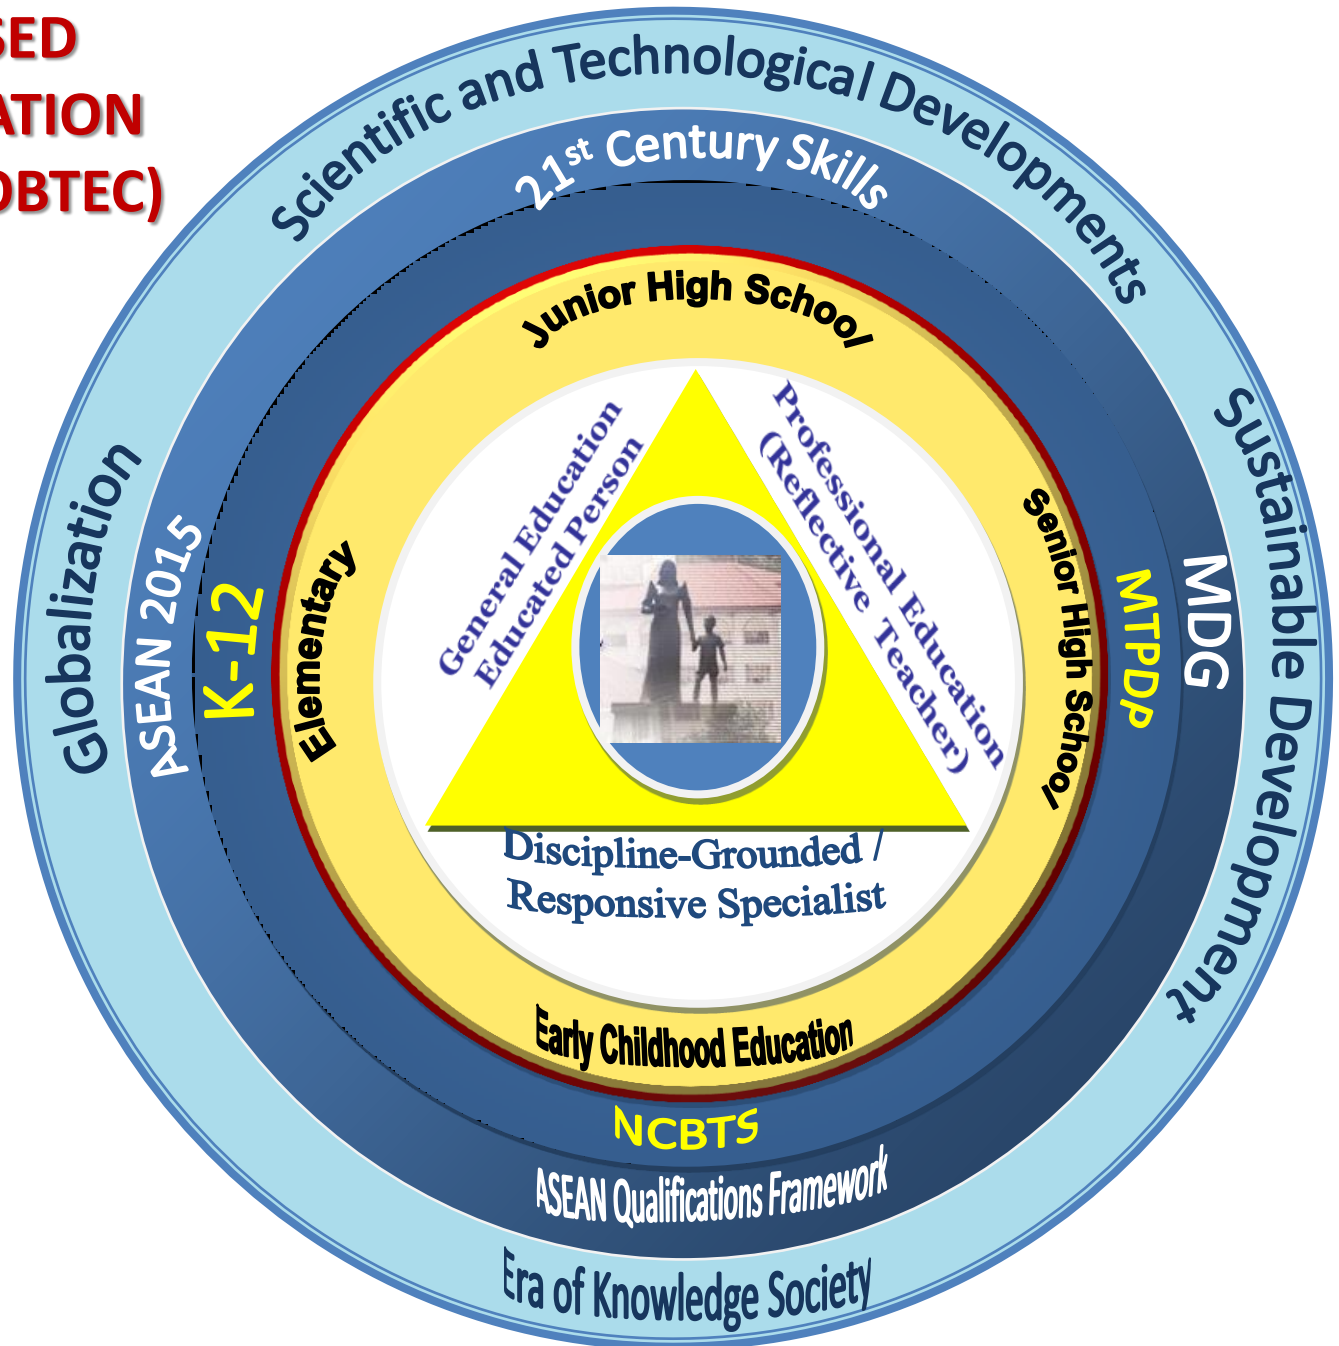 SED
ATION
OBTEC)
Scientific and Technological Developments
Sustainable Development
Era of Knowledge Society
Globalization
21st Century Skills
MDG
ASEAN Qualifications Framework
ASEAN 2015
K-12
MTPDP
NCBTS
Junior High School
Senior High School
Early Childhood Education
Elementary
General Education
Educated Person
Professional Education
(Reflective Teacher)
Discipline-Grounded /
Responsive Specialist